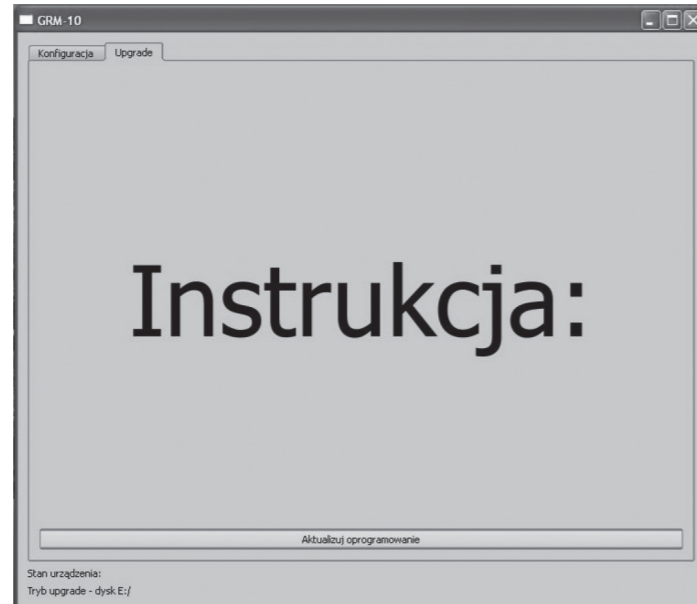 GRM-10
Konfiguracja Upgrade
Instrukcja:
Aktualizuj oprogramowanie
Stan urządzenia:
Tryb upgrade - dysk E:/